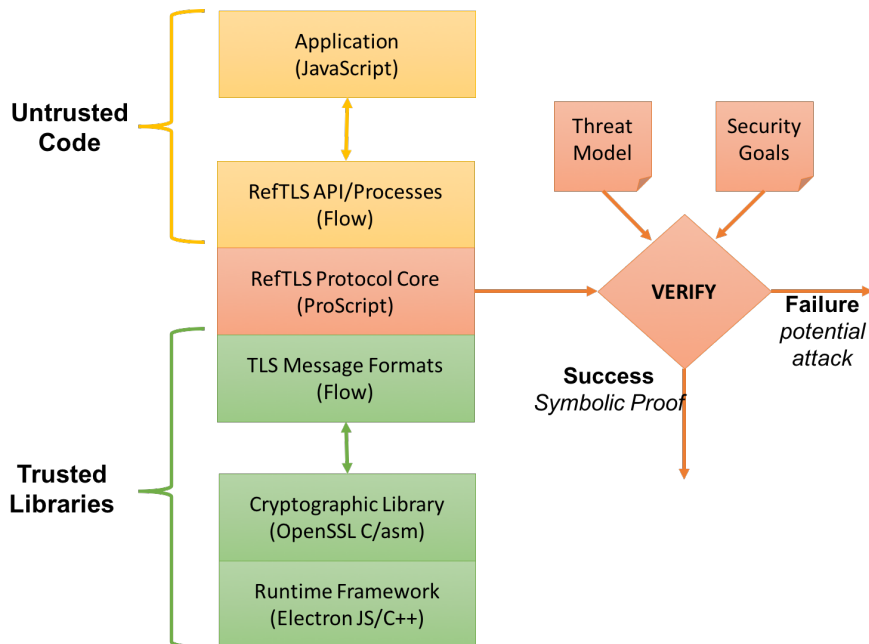 Untrusted
Code
Application
(JavaScript)
RefTLS API/Processes
(Flow)
RefTLS Protocol Core
(ProScript)
Trusted
Libraries
TLS Message Formats
(Flow)
Cryptographic Library
(OpenSSL C/asm)
Runtime Framework
(Electron JS/C++)
Threat
Model
Security
Goals
VERIFY
Failure
potential
attack
Success
Symbolic Proof